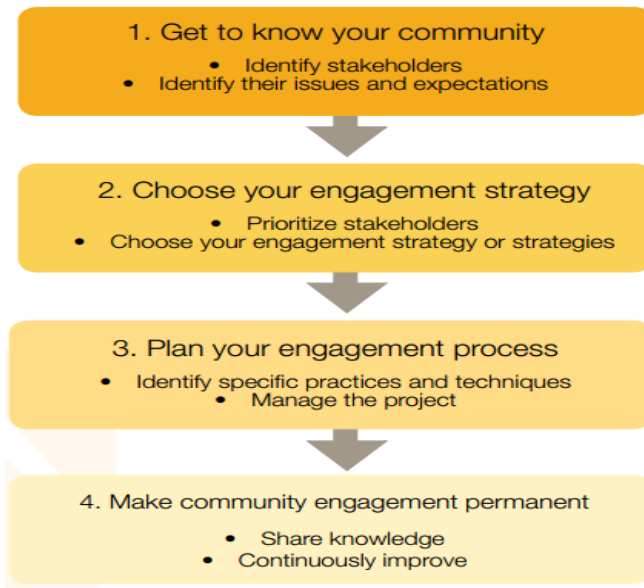 1. Get to know your community
• Identify stakeholders
• Identify their issues and expectations
2. Choose your engagement strategy
• Prioritize stakeholders
• Choose your engagement strategy or strategies
3. Plan your engagement process
• Identify specific practices and techniques
• Manage the project
4. Make community engagement permanent
• Share knowledge
• Continuously improve